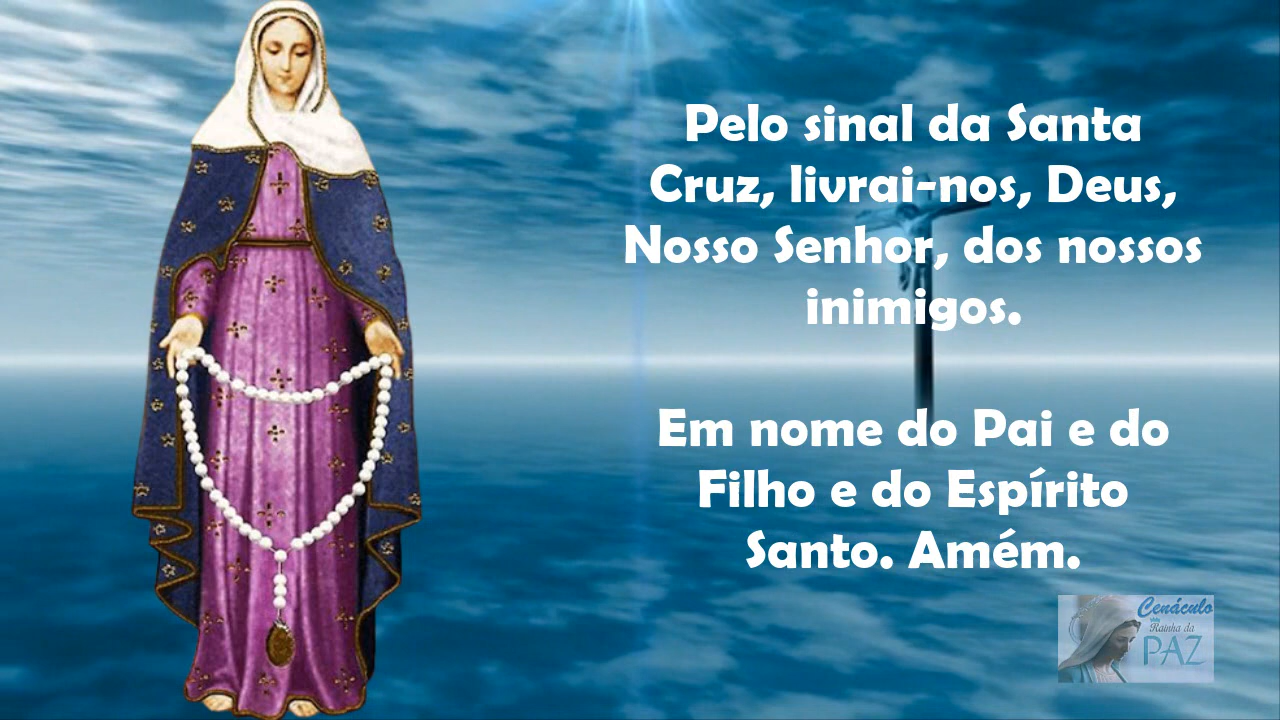 Pelo sinal da Santa
Cruz, livrai-nos, Deus,
Nosso Senhor, dos nossos
inimigos.
Em nome do Pai e do
Filho e do Espírito
Santo. Amém.
Cenáculo
Rainha da
PAZ